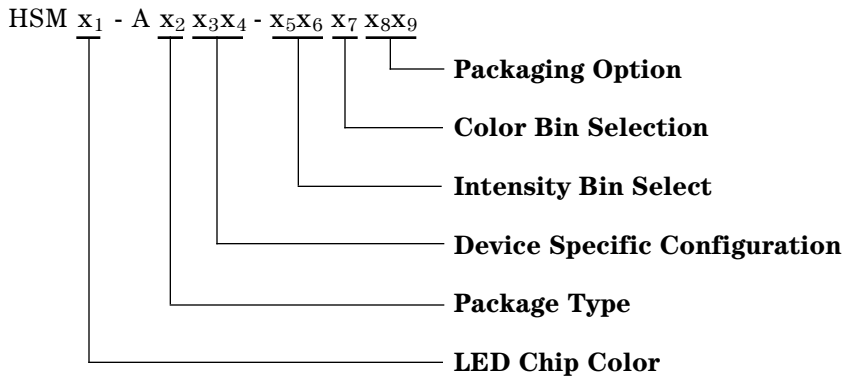 HSM x₁ - A x₂ x₃x₄ - x₅x₆ x₇ x₈x₉
Packaging Option
Color Bin Selection
Intensity Bin Select
Device Specific Configuration
Package Type
LED Chip Color